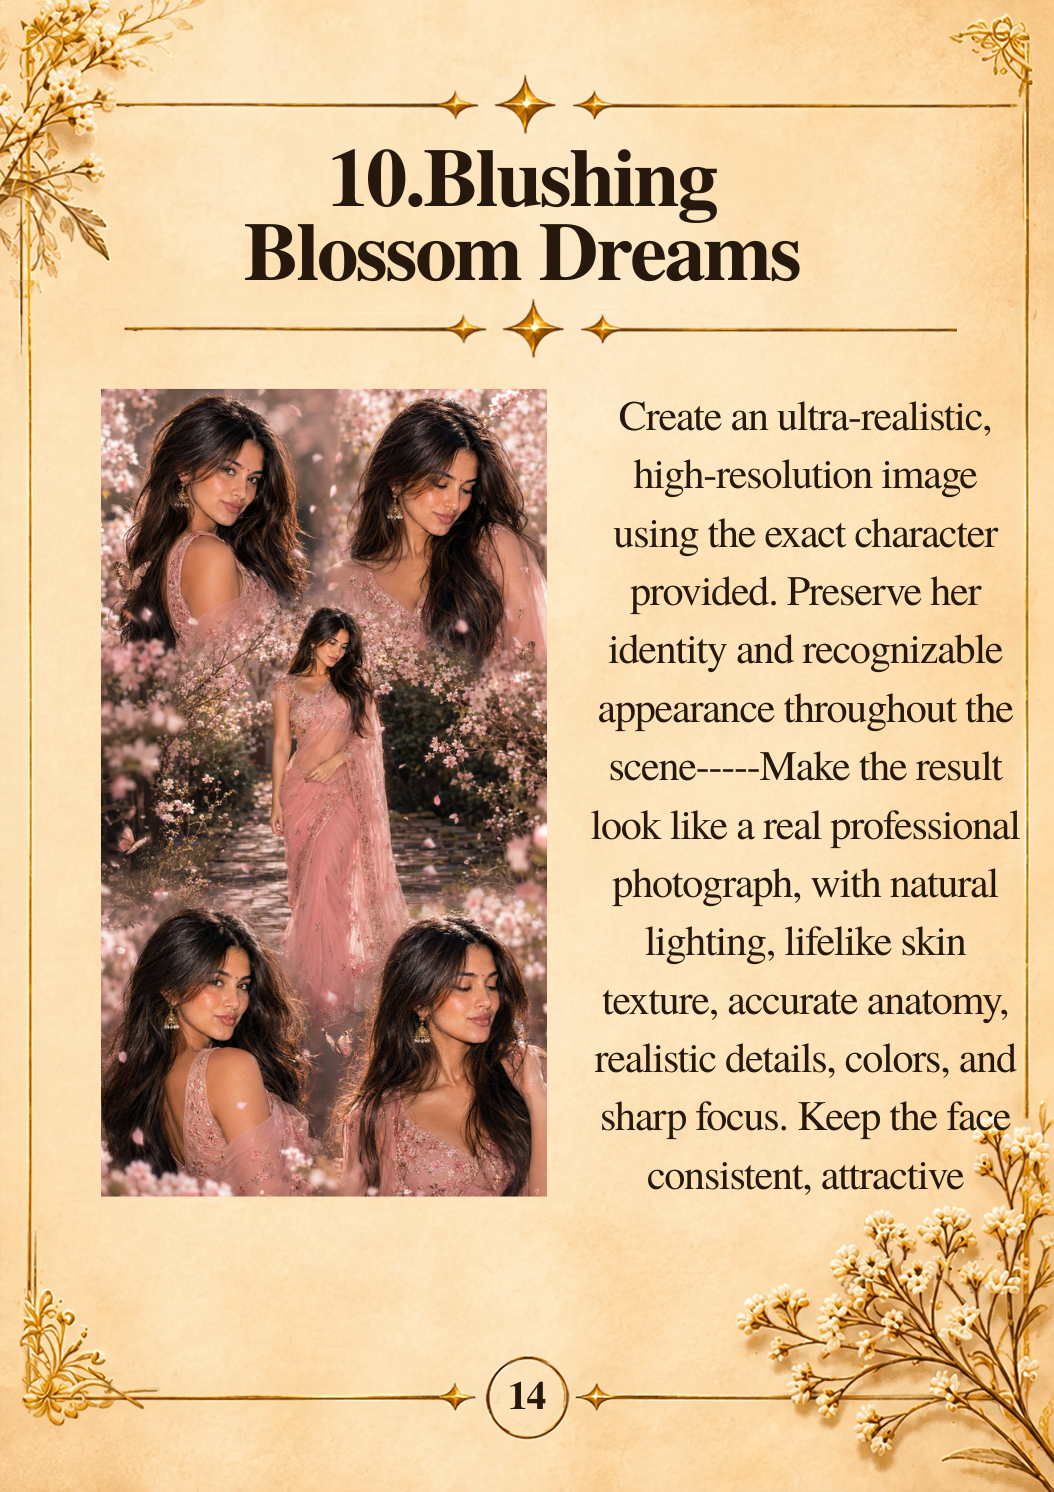 10.Blushing
Blossom Dreams
Create an ultra-realistic,
high-resolution image
using the exact character
provided. Preserve her
identity and recognizable
appearance throughout the
scene-----Make the result
look like a real professional
photograph, with natural
lighting, lifelike skin
texture, accurate anatomy,
realistic details, colors, and
sharp focus. Keep the face
consistent, attractive
14